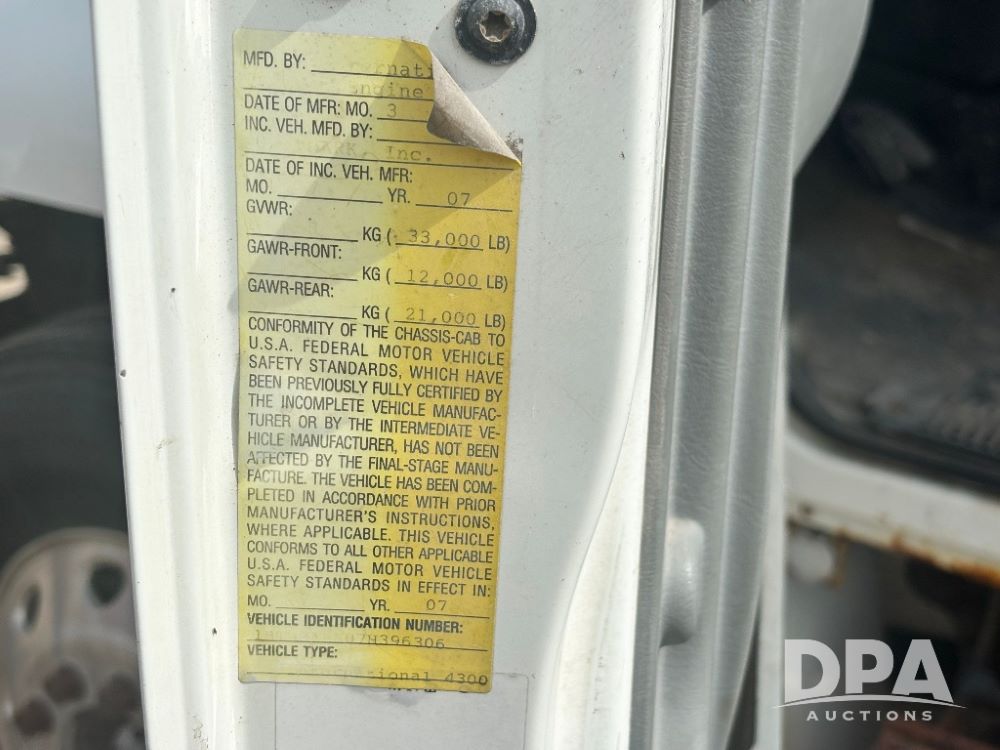 MFD. BY:
DATE OF MFR: MO. 3
INC. VEH. MFD. BY:
Inc.
DATE OF INC. VEH. MFR:
MO. YR. 07
GVWR:
KG ( 33,000 LB)
GAWR-FRONT:
KG ( 12,000 LB)
GAWR-REAR:
KG ( 21,000 LB)
CONFORMITY OF THE CHASSIS-CAB TO
U.S.A. FEDERAL MOTOR VEHICLE
SAFETY STANDARDS, WHICH HAVE
BEEN PREVIOUSLY FULLY CERTIFIED BY
THE INCOMPLETE VEHICLE MANUFAC-
TURER OR BY THE INTERMEDIATE VE-
HICLE MANUFACTURER, HAS NOT BEEN
AFFECTED BY THE FINAL-STAGE MANU-
FACTURE. THE VEHICLE HAS BEEN COM-
PLETED IN ACCORDANCE WITH PRIOR
MANUFACTURER'S INSTRUCTIONS,
WHERE APPLICABLE. THIS VEHICLE
CONFORMS TO ALL OTHER APPLICABLE
U.S.A. FEDERAL MOTOR VEHICLE
SAFETY STANDARDS IN EFFECT IN:
MO. YR. 07
VEHICLE IDENTIFICATION NUMBER:
VEHICLE TYPE:
4300
DPA
AUCTIONS